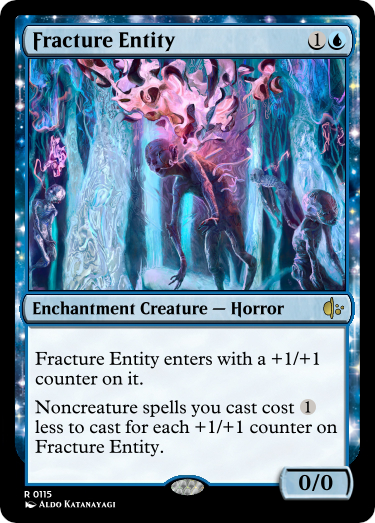 Fracture Entity 1
Enchantment Creature — Horror
Fracture Entity enters with a +1/+1
counter on it.
Noncreature spells you cast cost 1
less to cast for each +1/+1 counter on
Fracture Entity.
0/0
R 0115
Aldo Katanayagi